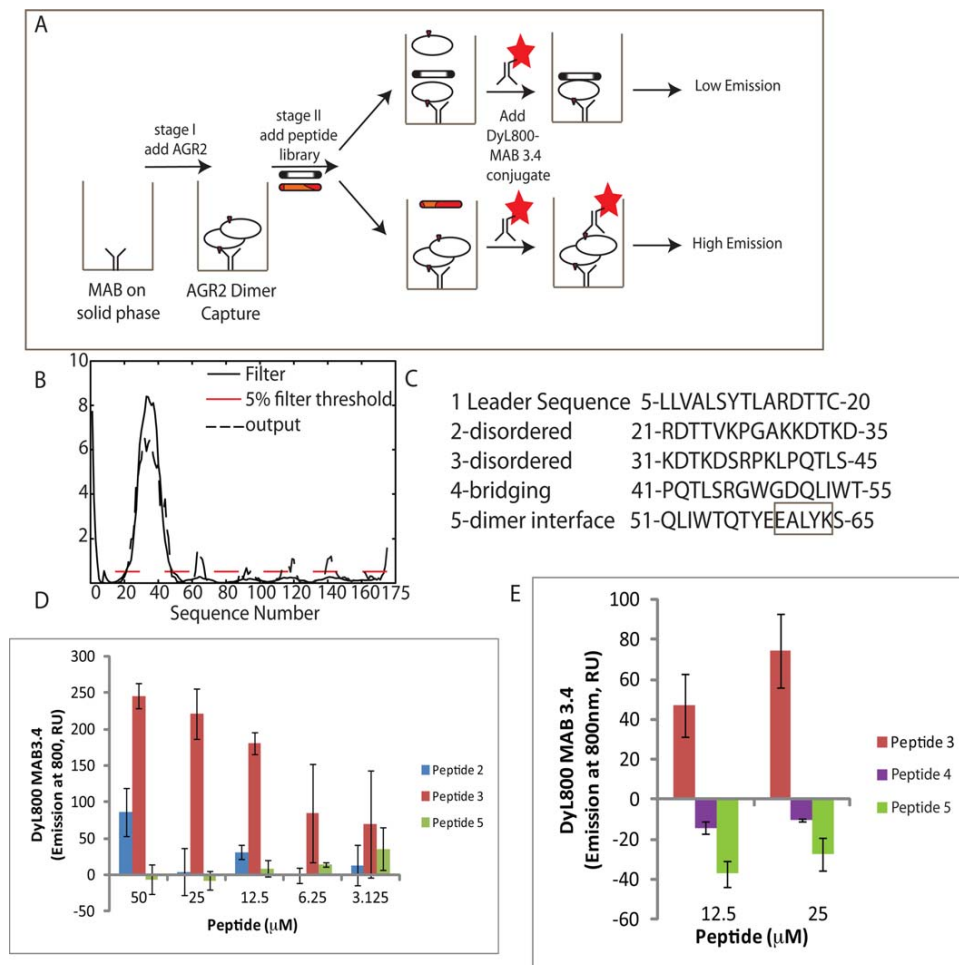 A
stage I
add AGR2
stage II
add peptide
library
Add
DyL800-
MAB 3.4
conjugate
Low Emission
High Emission
MAB on
solid phase
AGR2 Dimer
Capture
B
10
8
6
4
2
0 20 40 60 80 100 120 140 160 175
Sequence Number
Filter
5% filter threshold
output
C
1 Leader Sequence 5-LLVALSYTLARDTTC-20
2-disordered 21-RDTTVKPGAKKDTKD-35
3-disordered 31-KDTKDSRPKLPQTLS-45
4-bridging 41-PQTLSRGWGDQLIWT-55
5-dimer interface 51-QLIWTQTYEEALYKS-65
D
DyL800 MAB3.4
(Emission at 800, RU)
300
250
200
150
100
50
0
-50
50 25 12.5 6.25 3.125
Peptide (μM)
Peptide 2
Peptide 3
Peptide 5
E
DyL800 MAB 3.4
(Emission at 800nm, RU)
100
80
60
40
20
0
-20
-40
-60
12.5 25
Peptide (μM)
Peptide 3
Peptide 4
Peptide 5